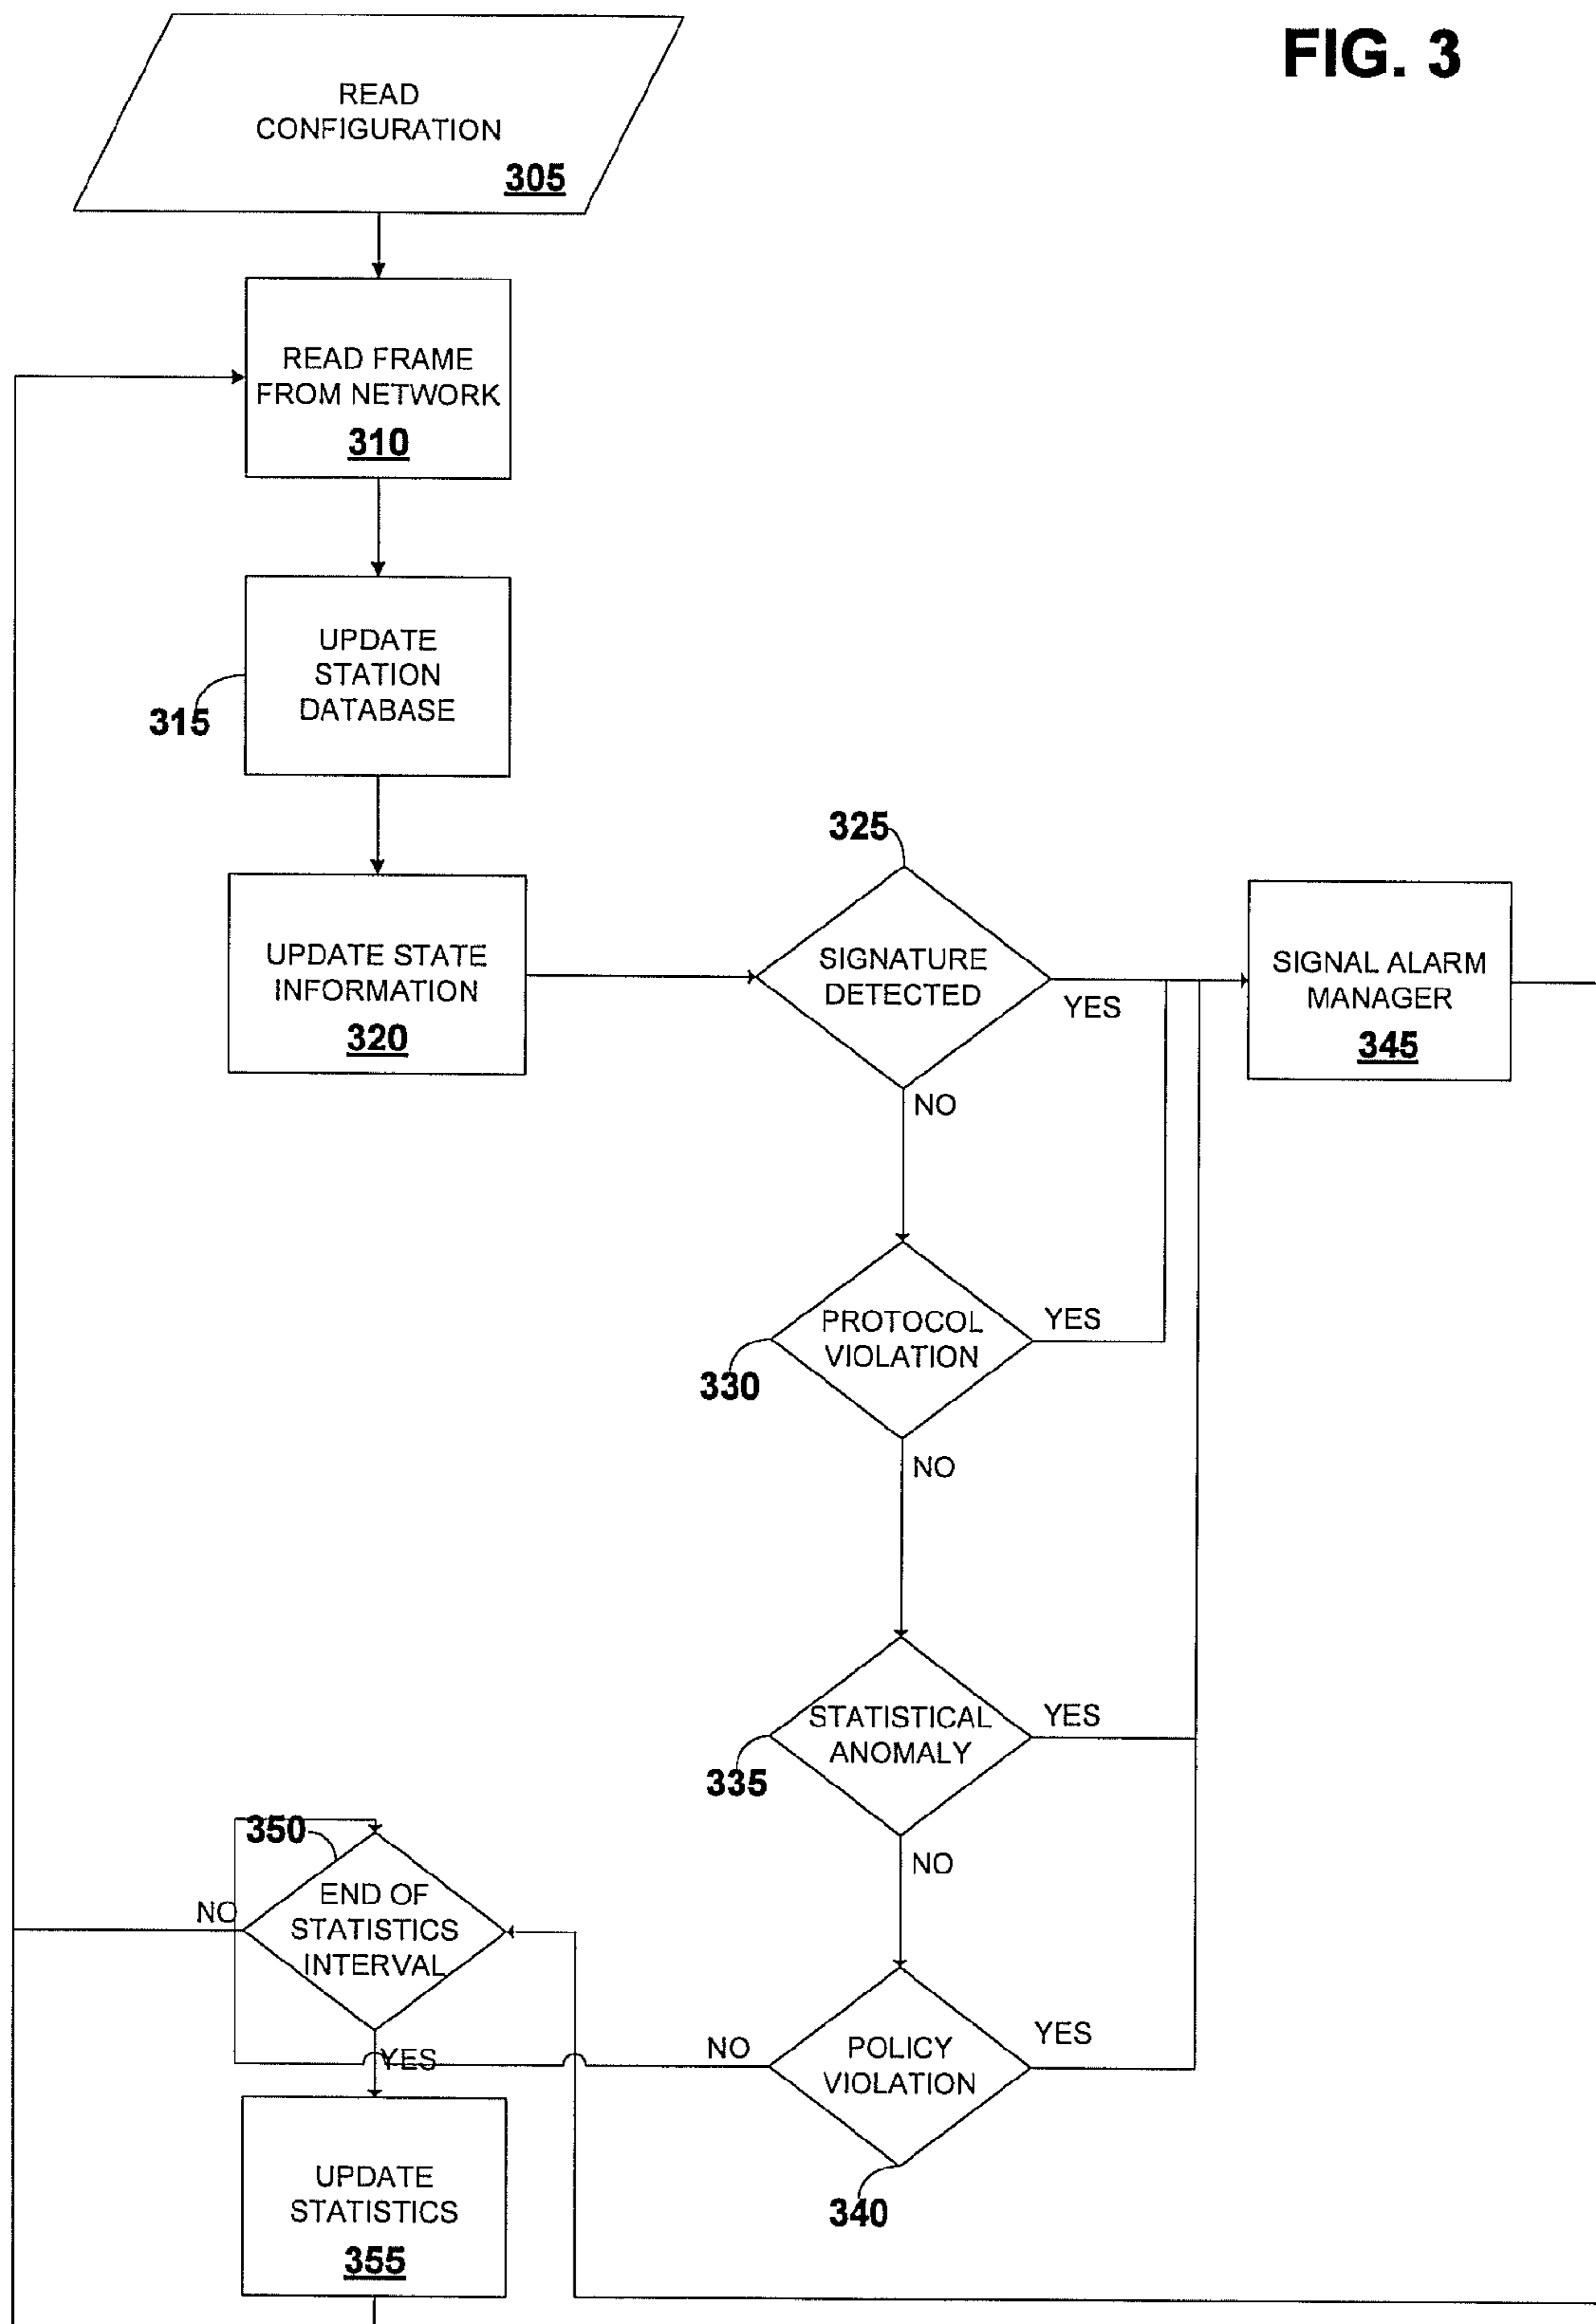 FIG. 3
READ
CONFIGURATION
305
READ FRAME
FROM NETWORK
310
UPDATE
STATION
DATABASE
315
UPDATE STATE
INFORMATION
320
325
SIGNATURE
DETECTED
YES
NO
SIGNAL ALARM
MANAGER
345
PROTOCOL
VIOLATION
YES
330
NO
STATISTICAL
ANOMALY
YES
335
NO
350
END OF
STATISTICS
INTERVAL
NO
YES
POLICY
VIOLATION
NO
YES
340
UPDATE
STATISTICS
355